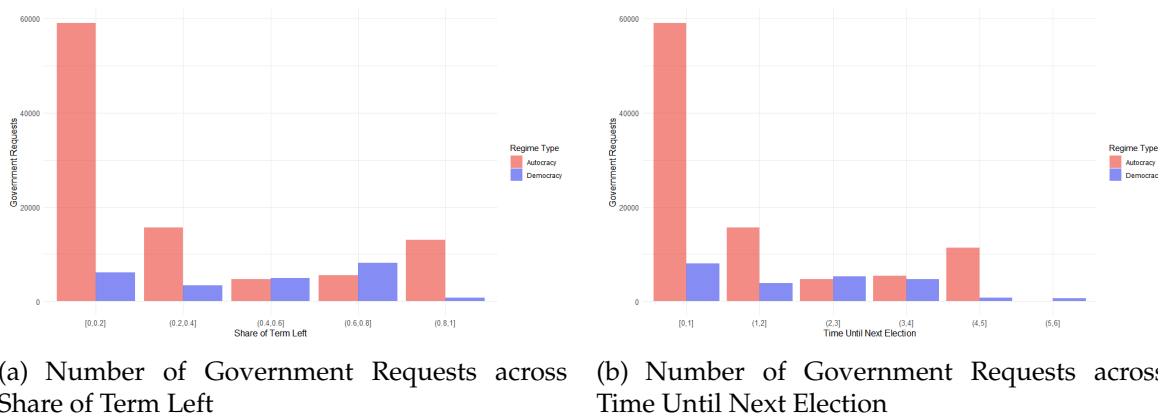 60000
40000
20000
0
Government Requests
[0,0.2]
(0.2,0.4]
(0.4,0.6]
(0.6,0.8]
(0.8,1]
Share of Term Left
Regime Type
Autocracy
Democracy
60000
40000
20000
0
Government Requests
[0,1]
(1,2]
(2,3]
(3,4]
(4,5]
(5,6]
Time Until Next Election
Regime Type
Autocracy
Democrac
(a) Number of Government Requests across
Share of Term Left
(b) Number of Government Requests across
Time Until Next Election